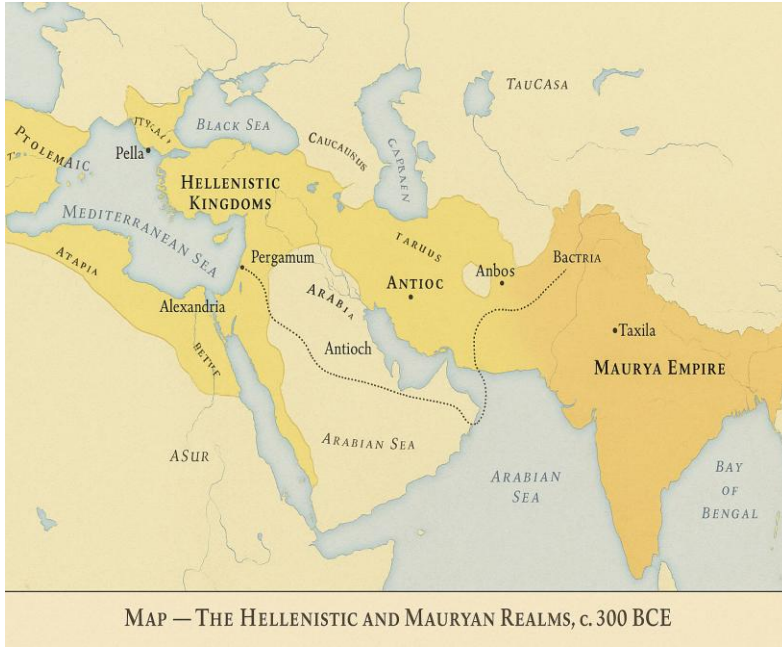 TAUCASA
BLACK SEA
CAUCAUSUS
PTOLEMAIC
Pella
HELLENISTIC
KINGDOMS
MEDITERRANEAN SEA
TARUUS
BACTRIA
ATAPIA
Pergamum
ANTIOC
Anbos
ARABIA
Alexandria
Taxila
Antioch
MAURYA EMPIRE
ARABIAN SEA
ASUR
ARABIAN
SEA
BAY
OF
BENGAL
MAP — THE HELLENISTIC AND MAURYAN REALMS, c. 300 BCE